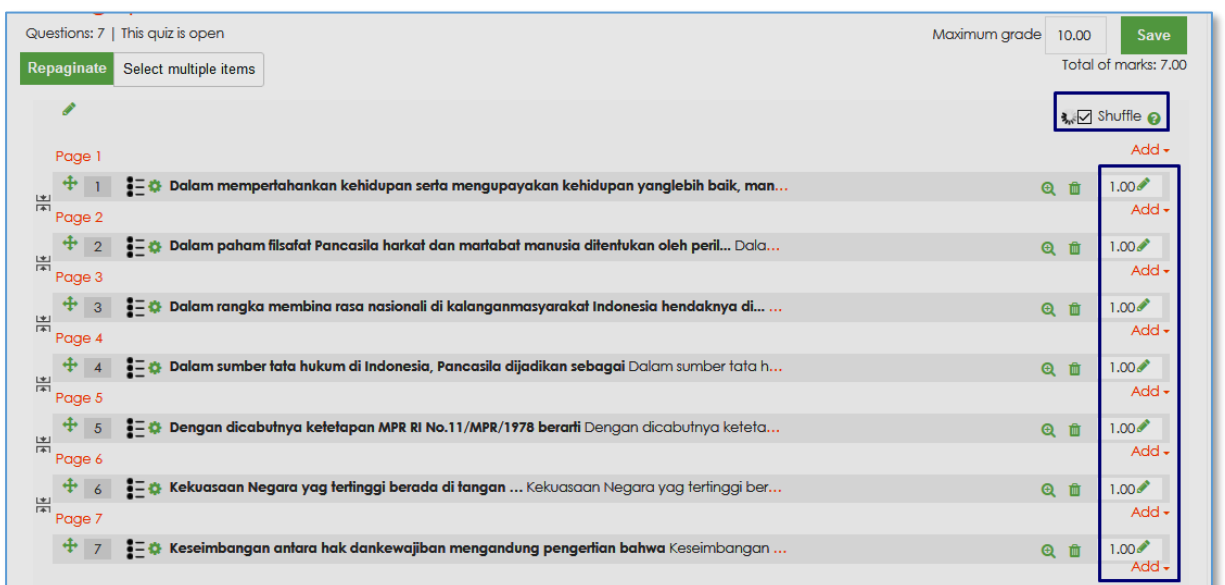 Questions: 7 | This quiz is open Maximum grade 10.00 Save
Repaginate Select multiple items Total of marks: 7.00
Shuffle
Page 1 Add
1 Dalam mempertahankan kehidupan serta mengupayakan kehidupan yanglebih baik, man... 1.00
Page 2 Add
2 Dalam paham filsafat Pancasila harkat dan martabat manusia ditentukan oleh peril... Dala... 1.00
Page 3 Add
3 Dalam rangka membina rasa nasionali di kalanganmasyarakat Indonesia hendaknya di... ... 1.00
Page 4 Add
4 Dalam sumber tata hukum di Indonesia, Pancasila dijadikan sebagai Dalam sumber tata h... 1.00
Page 5 Add
5 Dengan dicabutnya ketetapan MPR RI No.11/MPR/1978 berarti Dengan dicabutnya keteta... 1.00
Page 6 Add
6 Kekuasaan Negara yag tertinggi berada di tangan ... Kekuasaan Negara yag tertinggi ber... 1.00
Page 7 Add
7 Keseimbangan antara hak dankewajiban mengandung pengertian bahwa Keseimbangan ... 1.00
Add